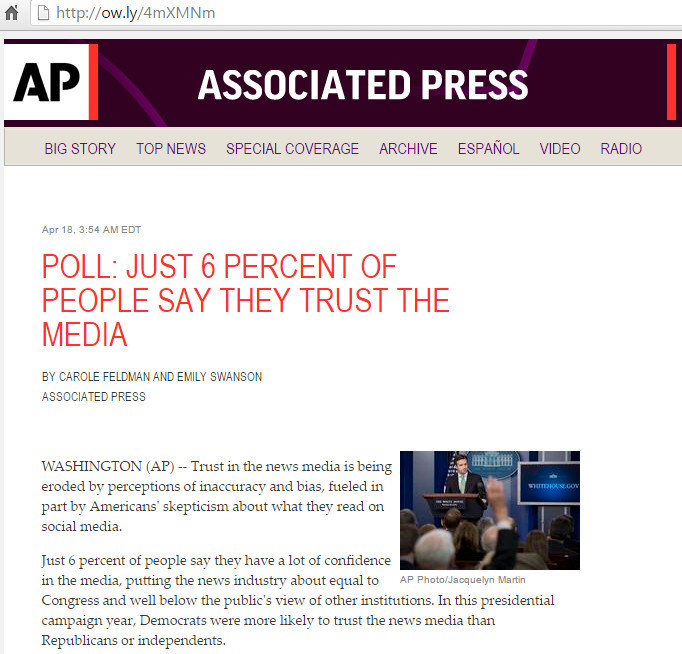 http://ow.ly/4mXMNm
AP
ASSOCIATED PRESS
BIG STORY TOP NEWS SPECIAL COVERAGE ARCHIVE ESPAÑOL VIDEO RADIO
Apr 18, 3:54 AM EDT
POLL: JUST 6 PERCENT OF
PEOPLE SAY THEY TRUST THE
MEDIA
BY CAROLE FELDMAN AND EMILY SWANSON
ASSOCIATED PRESS
WASHINGTON (AP) -- Trust in the news media is being
eroded by perceptions of inaccuracy and bias, fueled in
part by Americans' skepticism about what they read on
social media.
WHITEHOUSE.GOV
Just 6 percent of people say they have a lot of confidence
in the media, putting the news industry about equal to
AP Photo/Jacquelyn Martin
Congress and well below the public's view of other institutions. In this presidential
campaign year, Democrats were more likely to trust the news media than
Republicans or independents.